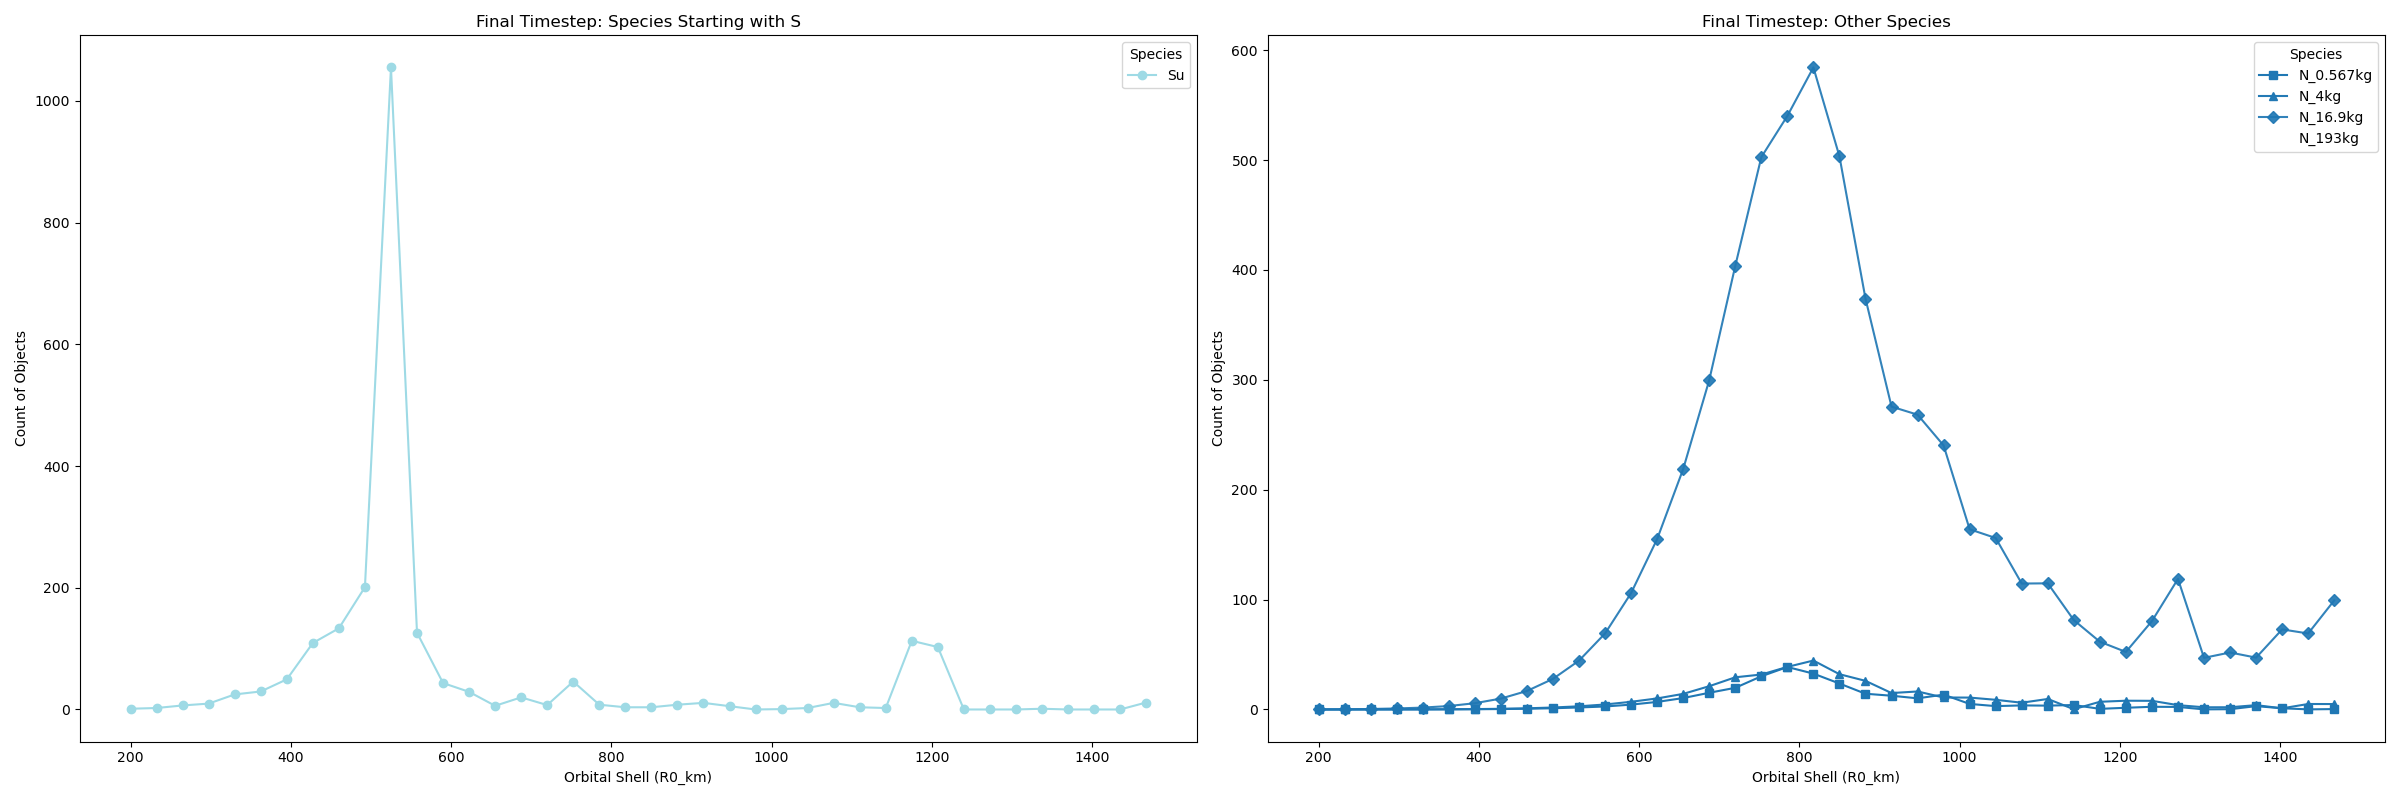 Final Timestep: Species Starting with S
Count of Objects
1000
800
600
400
200
0
200
400
600
800
1000
1200
1400
Orbital Shell (R0_km)
Species
Su
Final Timestep: Other Species
Count of Objects
600
500
400
300
200
100
0
200
400
600
800
1000
1200
1400
Orbital Shell (R0_km)
Species
N_0.567kg
N_4kg
N_16.9kg
N_193kg